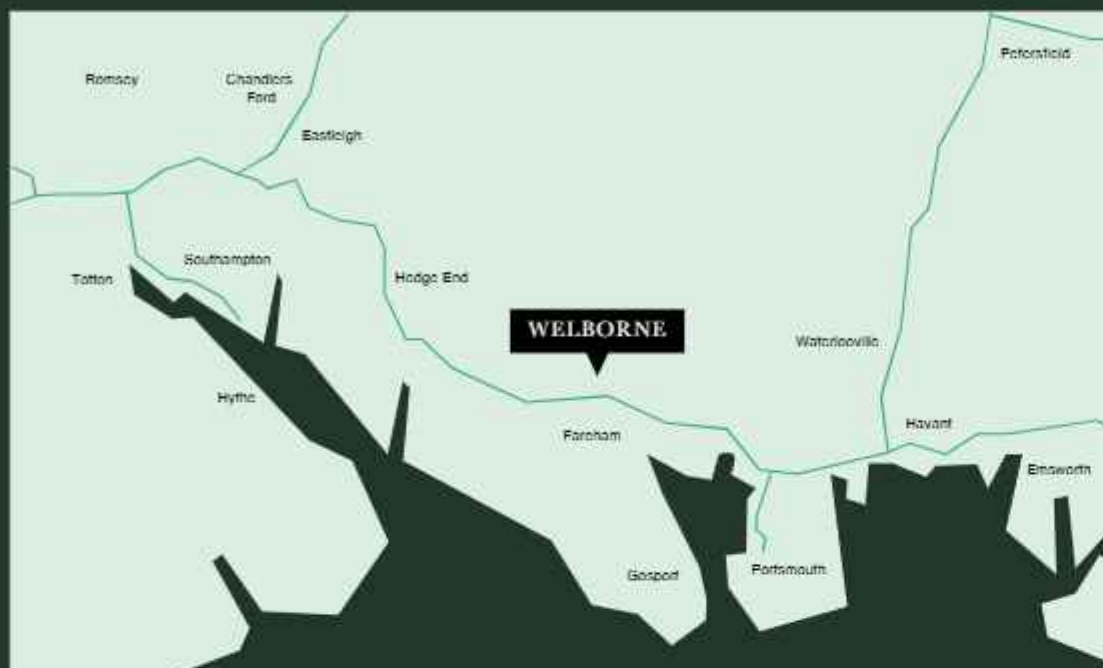 Petersfield
Romsey
Chandlers
Ford
Eastleigh
Southampton
Totton
Hedge End
WELBORNE
Waterlooville
Hythe
Havant
Fareham
Emsworth
Gosport
Portsmouth